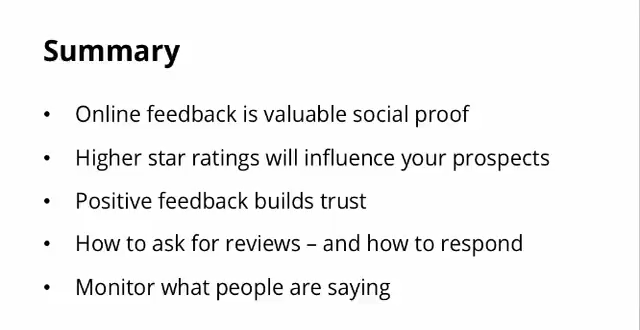 Summary
• Online feedback is valuable social proof
• Higher star ratings will influence your prospects
• Positive feedback builds trust
• How to ask for reviews – and how to respond
• Monitor what people are saying